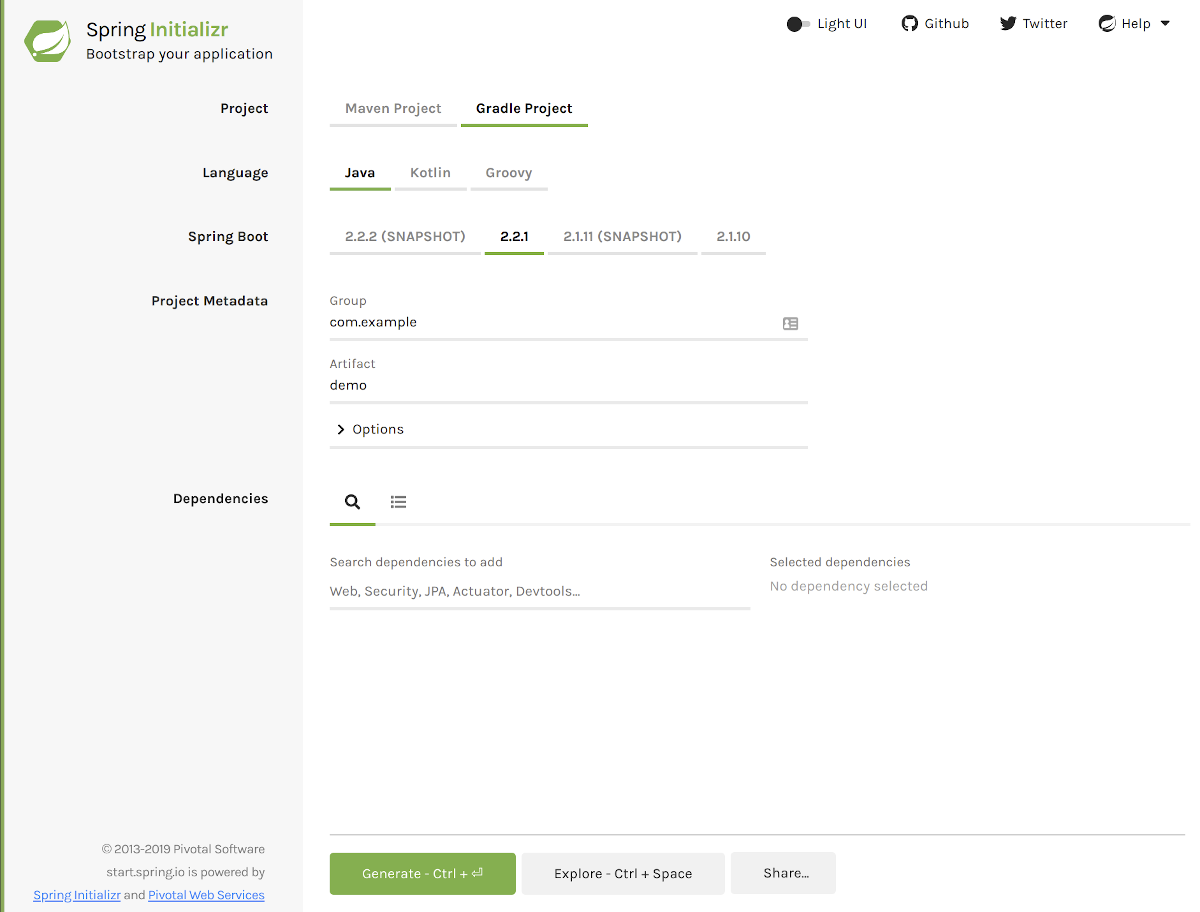 Spring Initializr
Bootstrap your application
Light UI
Github
Twitter
Help
Project
Maven Project
Gradle Project
Language
Java
Kotlin
Groovy
Spring Boot
2.2.2 (SNAPSHOT)
2.2.1
2.1.11 (SNAPSHOT)
2.1.10
Project Metadata
Group
com.example
Artifact
demo
Options
Dependencies
Search dependencies to add
Web, Security, JPA, Actuator, Devtools...
Selected dependencies
No dependency selected
© 2013-2019 Pivotal Software
start.spring.io is powered by
Spring Initializr and Pivotal Web Services
Generate - Ctrl + ⏎
Explore - Ctrl + Space
Share...